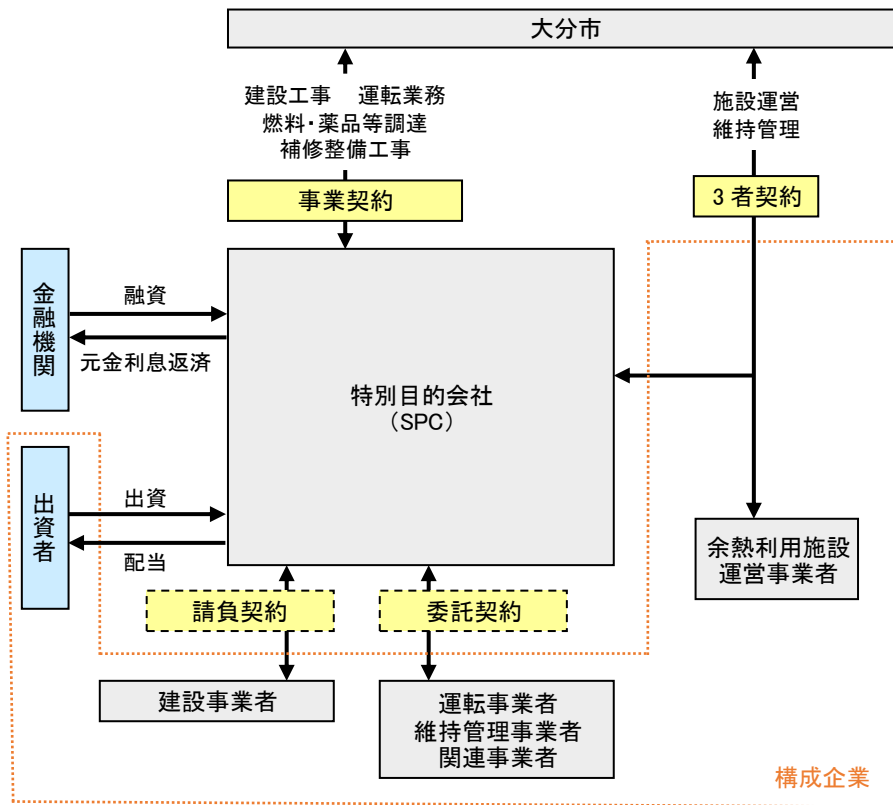 大分市
建設工事　運転業務
燃料・薬品等調達
補修整備工事
施設運営
維持管理
事業契約
3 者契約
金融機関
融資
元金利息返済
特別目的会社
(SPC)
出資者
出資
配当
余熱利用施設
運営事業者
請負契約
委託契約
建設事業者
運転事業者
維持管理事業者
関連事業者
構成企業